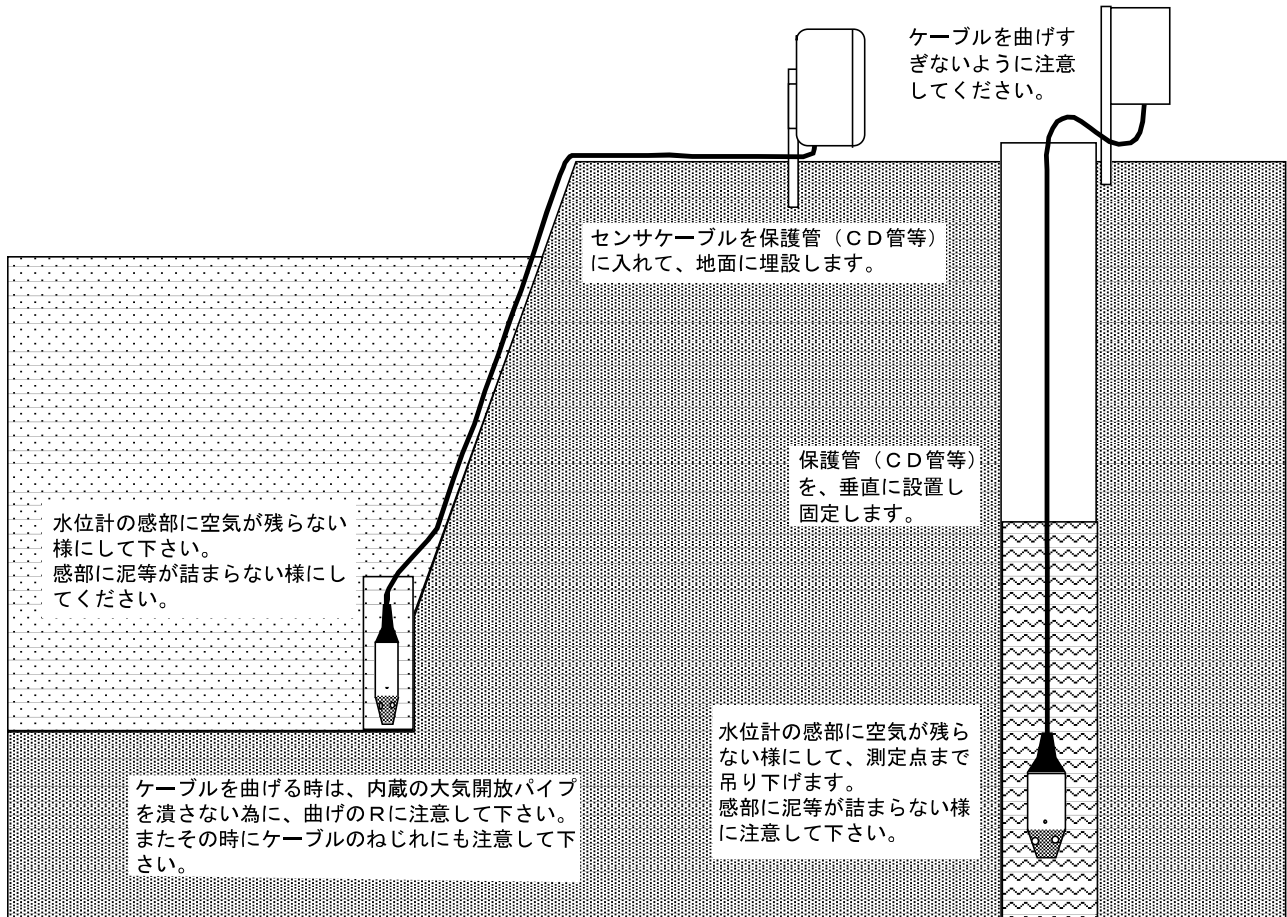 ケーブルを曲げす
ぎないように注意
してください。
センサケーブルを保護管（ＣＤ管等）
に入れて、地面に埋設します。
保護管（ＣＤ管等）
を、垂直に設置し
固定します。
水位計の感部に空気が残らない
様にして下さい。
感部に泥等が詰まらない様にし
てください。
水位計の感部に空気が残ら
ない様にして、測定点まで
吊り下げます。
感部に泥等が詰まらない様
に注意して下さい。
ケーブルを曲げる時は、内蔵の大気開放パイプ
を潰さない為に、曲げのＲに注意して下さい。
またその時にケーブルのねじれにも注意して下
さい。